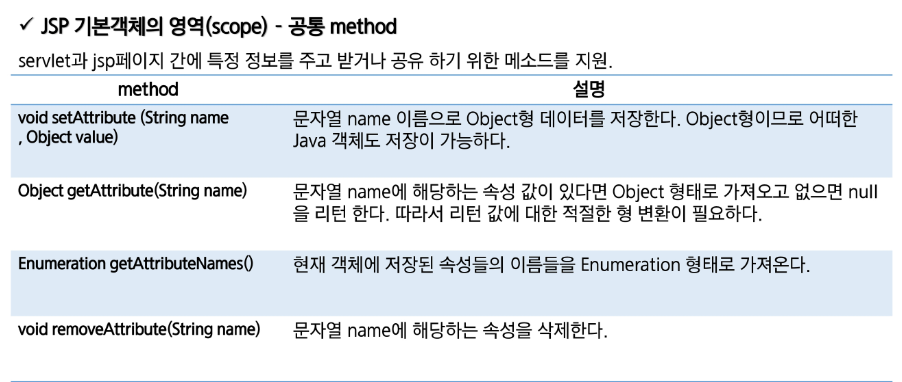 ✓ JSP 기본객체의 영역(scope) - 공통 method
servlet과 jsp페이지 간에 특정 정보를 주고 받거나 공유 하기 위한 메소드를 지원.
method 설명
void setAttribute (String name
, Object value)
문자열 name 이름으로 Object형 데이터를 저장한다. Object형이므로 어떠한
Java 객체도 저장이 가능하다.
Object getAttribute(String name)
문자열 name에 해당하는 속성 값이 있다면 Object 형태로 가져오고 없으면 null
을 리턴 한다. 따라서 리턴 값에 대한 적절한 형 변환이 필요하다.
Enumeration getAttributeNames()
현재 객체에 저장된 속성들의 이름들을 Enumeration 형태로 가져온다.
void removeAttribute(String name)
문자열 name에 해당하는 속성을 삭제한다.